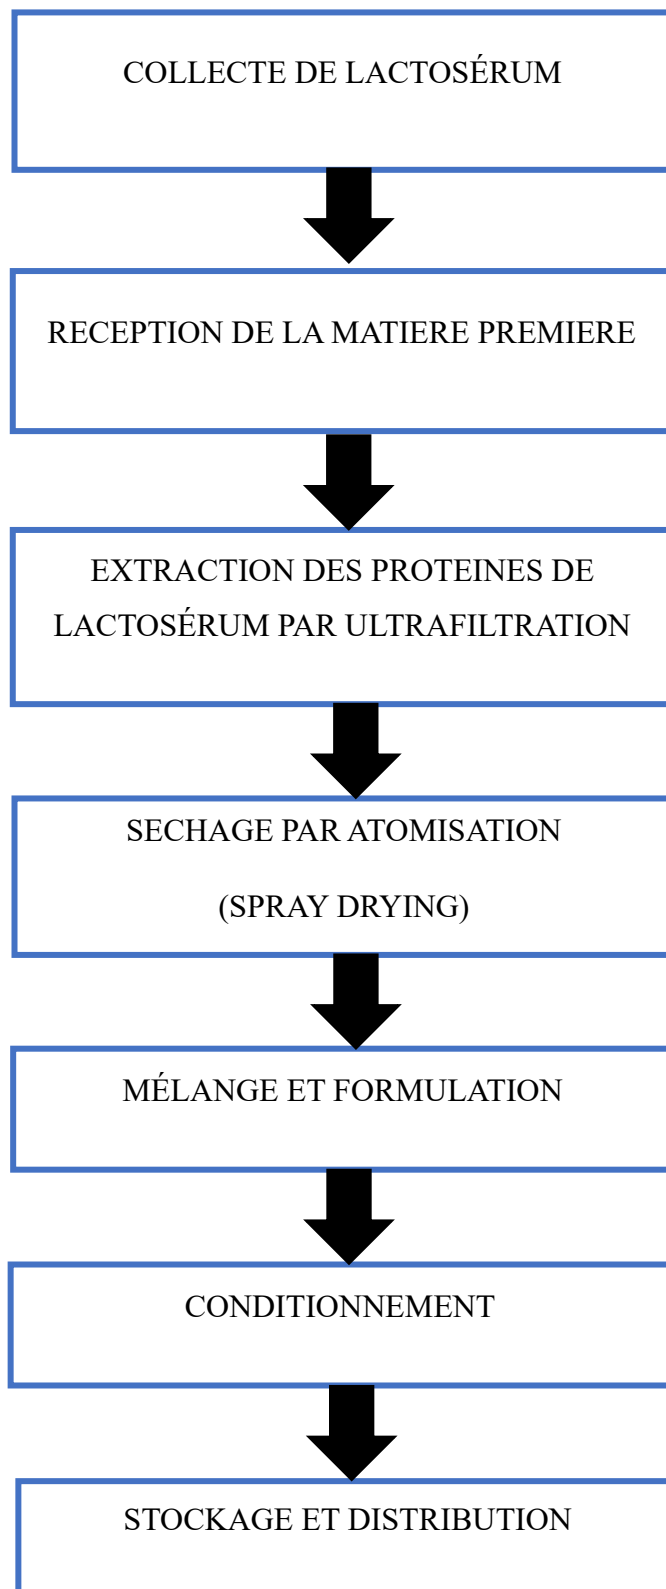 COLLECTE DE LACTOSÉRUM
RECEPTION DE LA MATIERE PREMIERE
EXTRACTION DES PROTEINES DE
LACTOSÉRUM PAR ULTRAFILTRATION
SECHAGE PAR ATOMISATION
(SPRAY DRYING)
MÉLANGE ET FORMULATION
CONDITIONNEMENT
STOCKAGE ET DISTRIBUTION